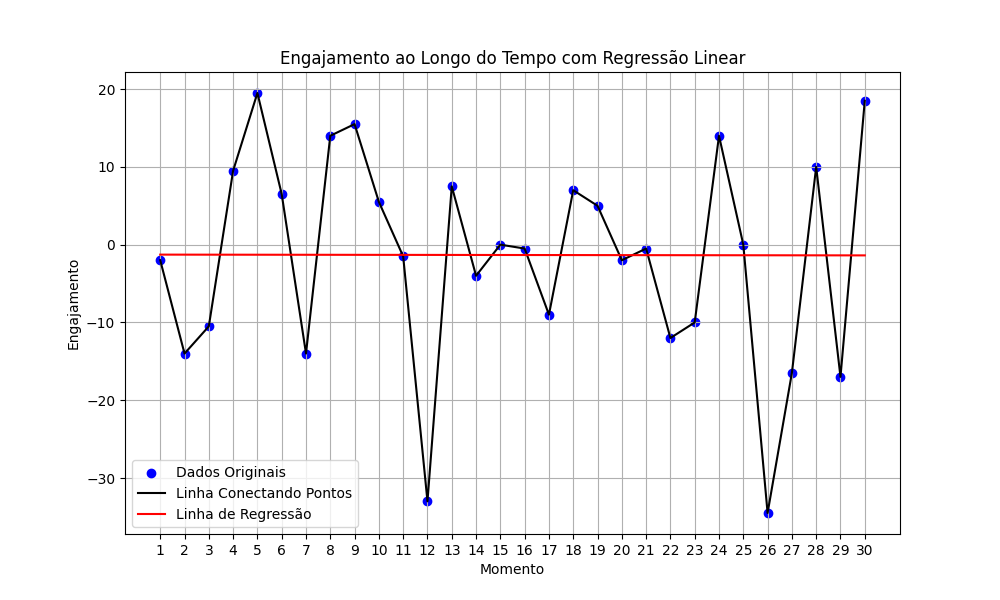 Engajamento ao Longo do Tempo com Regressão Linear
Engajamento
20
10
0
−10
−20
−30
Dados Originais
Linha Conectando Pontos
Linha de Regressão
1 2 3 4 5 6 7 8 9 10 11 12 13 14 15 16 17 18 19 20 21 22 23 24 25 26 27 28 29 30
Momento